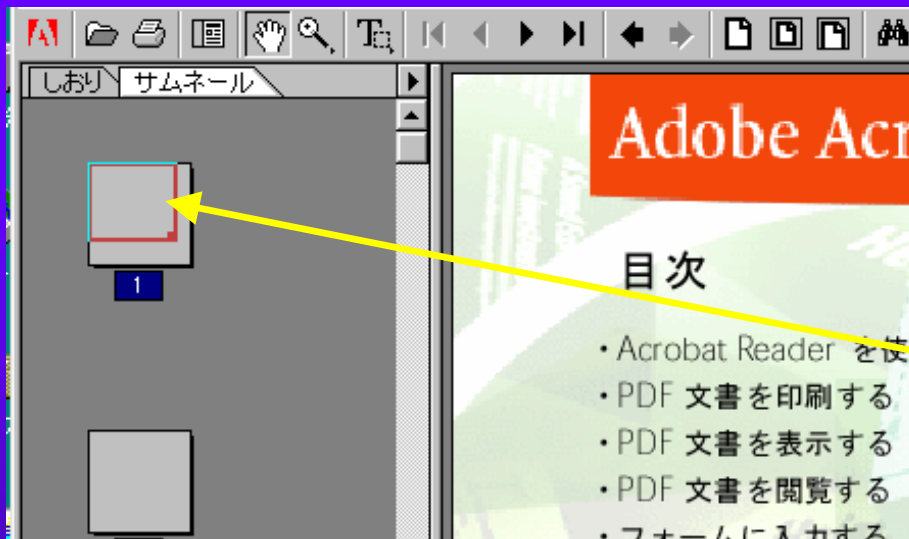 しおり サムネール
1
Adobe Acr
目次
・Acrobat Reader を使
・PDF 文書を印刷する
・PDF 文書を表示する
・PDF 文書を閲覧する
・フォームに入力する